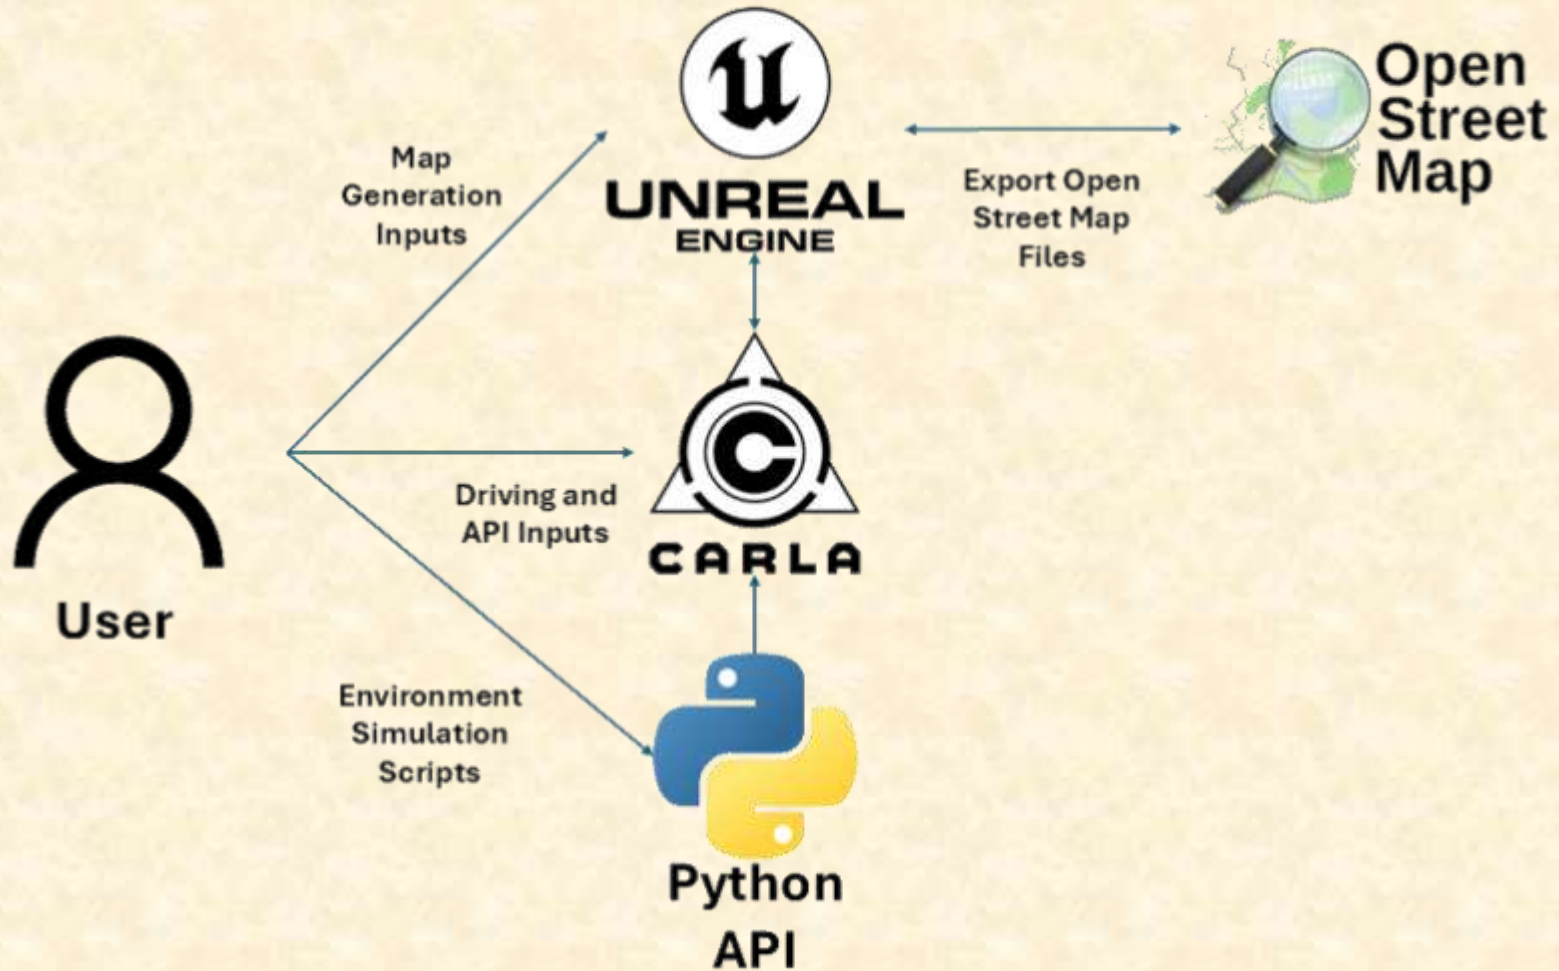 UNREAL
ENGINE
Open
Street
Map
Map
Generation
Inputs
Export Open
Street Map
Files
Driving and
API Inputs
CARLA
User
Environment
Simulation
Scripts
Python
API